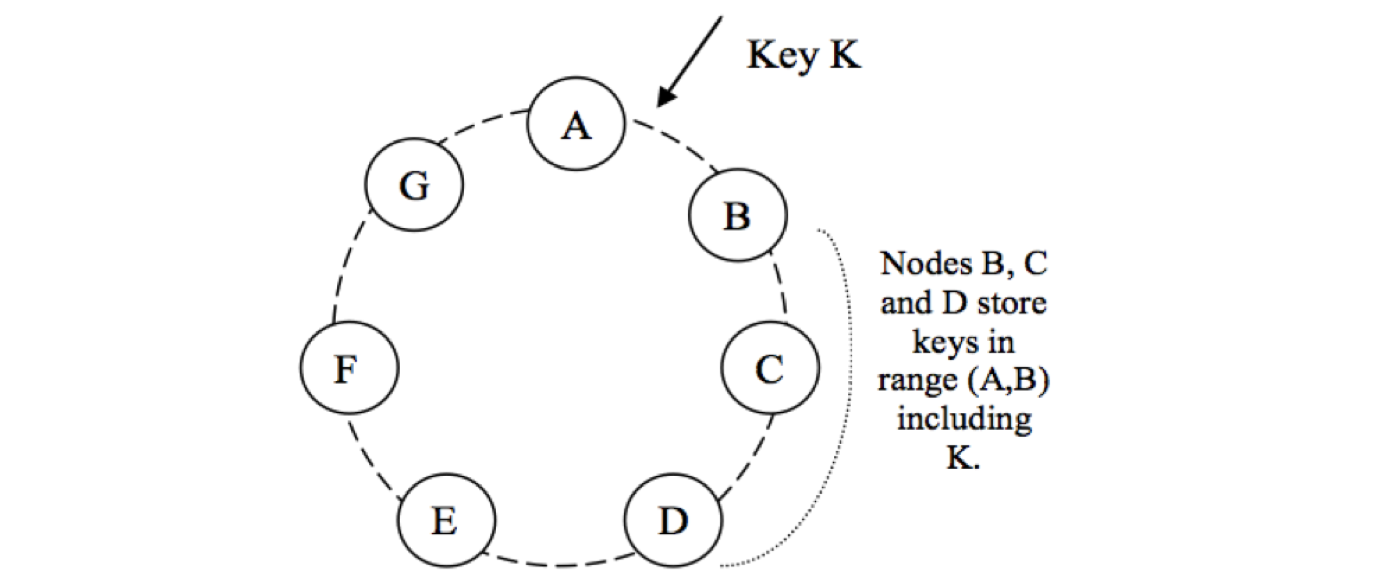 Key K
A
G
B
Nodes B, C
and D store
keys in
range (A,B)
including
K.
F
C
E
D